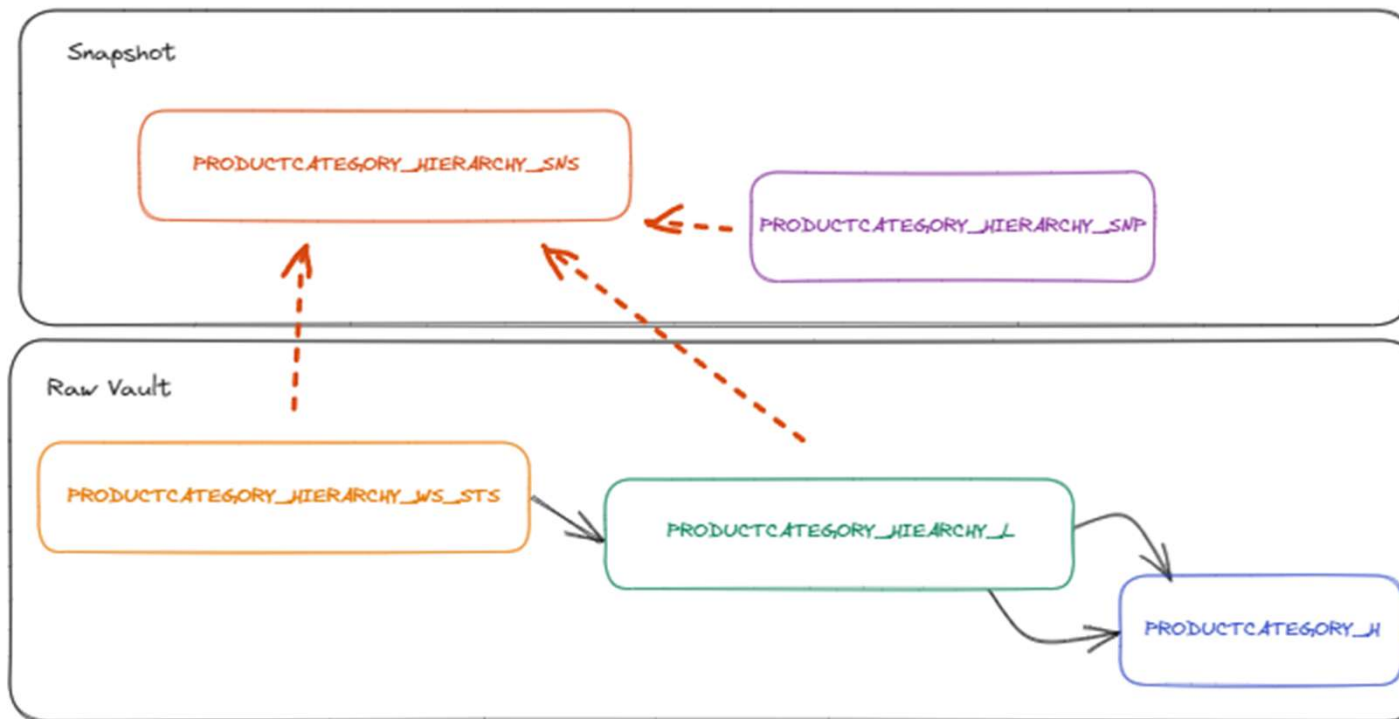 Snapshot
PRODUCTCATEGORY_HIERARCHY_SNS
PRODUCTCATEGORY_HIERARCHY_SNP
Raw Vault
PRODUCTCATEGORY_HIERARCHY_WS_STS
PRODUCTCATEGORY_HIEARCHY_L
PRODUCTCATEGORY_H